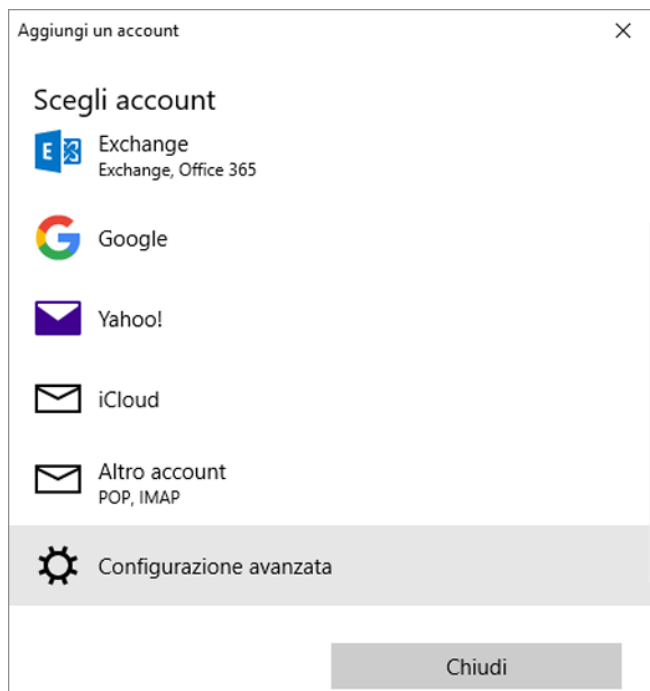 Aggiungi un account
Scegli account
E
Exchange
Exchange, Office 365
G
Google
Yahoo!
iCloud
Altro account
POP, IMAP
Configurazione avanzata
Chiudi